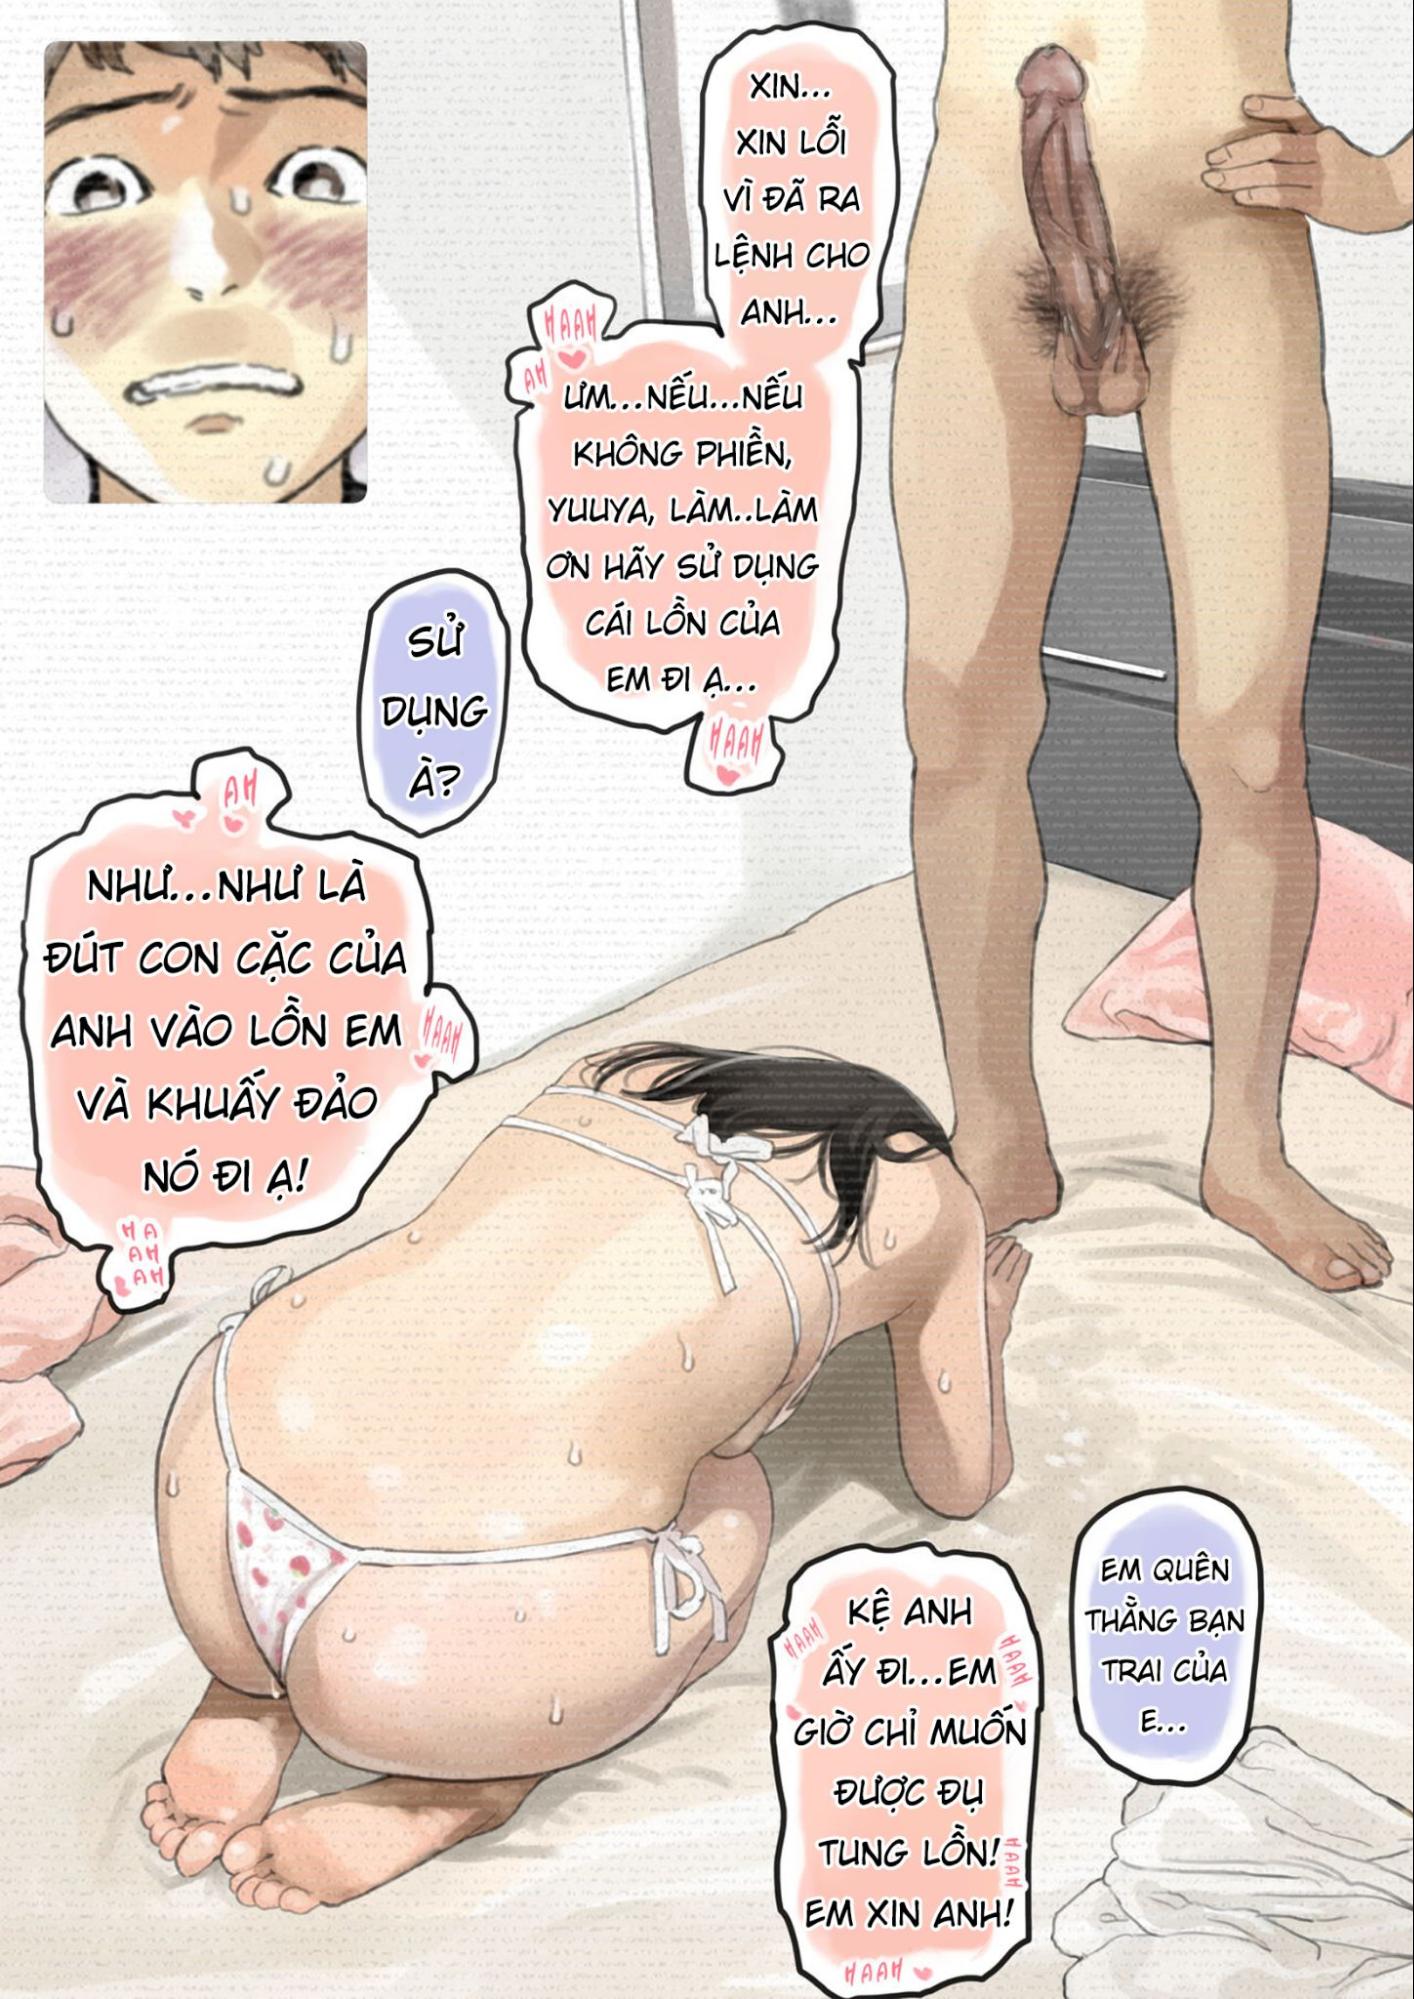 XIN...
XIN LỖI
VÌ ĐÃ RA
LỆNH CHO
ANH...
HAAH
AH
ƯM...NẾU...NẾU
KHÔNG PHIỀN,
YUUYA, LÀM..LÀM
ƠN HÃY SỬ DỤNG
CÁI LỒN CỦA
EM ĐI Ạ...
HAAH
SỬ
DỤNG
À?
AH
NHƯ...NHƯ LÀ
ĐÚT CON CẶC CỦA
ANH VÀO LỒN EM
VÀ KHUẤY ĐẢO
NÓ ĐI Ạ!
HAAH
HA
AH
AH
EM QUÊN
THẰNG BẠN
TRAI CỦA
E...
KỆ ANH
ẤY ĐI...EM
GIỜ CHỈ MUỐN
ĐƯỢC ĐỤ
TUNG LỒN!
EM XIN ANH!
HAAH
HAAH
HAAH
HAAH